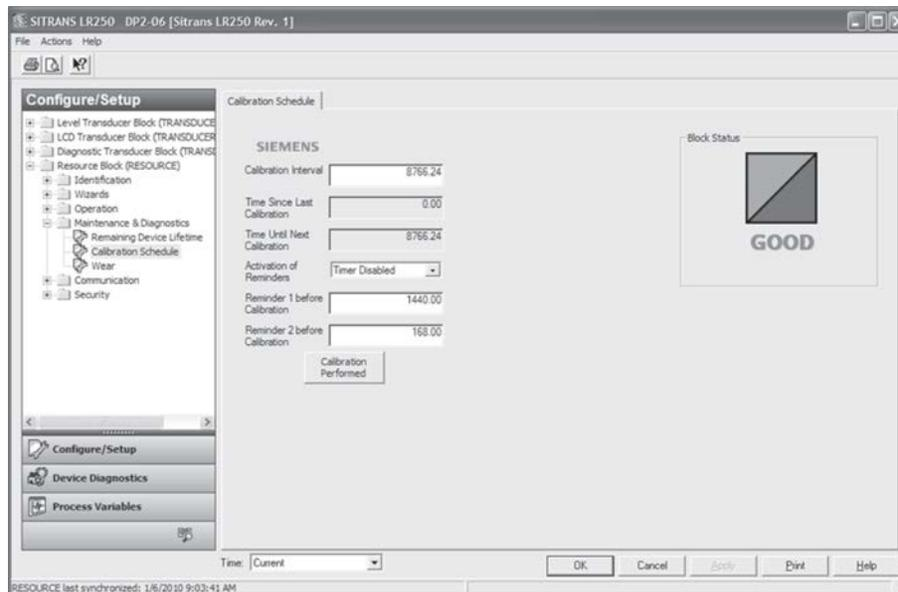 SITRANS LR250 DP2-06 [Sitrans LR250 Rev. 1]
File Actions Help
Configure/Setup
Level Transducer Block (TRANSDUCE
LCD Transducer Block (TRANSDUCER
Diagnostic Transducer Block (TRANSD
Resource Block (RESOURCE)
Identification
Wizards
Operation
Maintenance & Diagnostics
Remaining Device Lifetime
Calibration Schedule
Wear
Communication
Security
Configure/Setup
Device Diagnostics
Process Variables
Calibration Schedule
SIEMENS
Calibration Interval 8766.24
Time Since Last
Calibration 0.00
Time Until Next
Calibration 8766.24
Activation of
Reminders Timer Disabled
Reminder 1 before
Calibration 1440.00
Reminder 2 before
Calibration 168.00
Calibration
Performed
Block Status
GOOD
Time: Current
OK Cancel Apply Print Help
RESOURCE last synchronized: 1/6/2010 9:03:41 AM